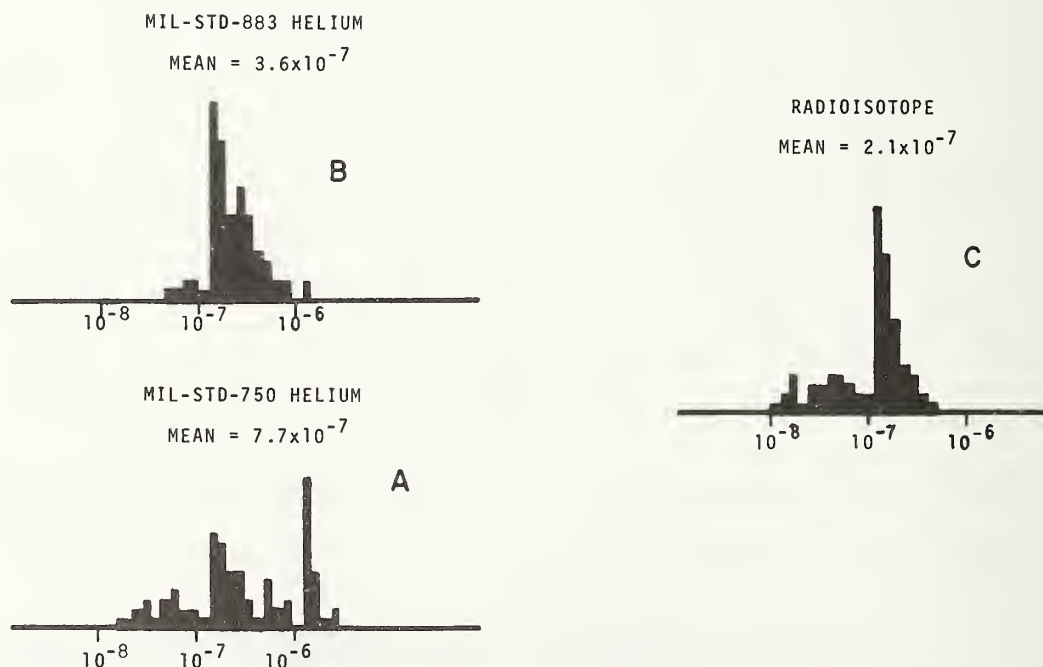 MIL-STD-883 HELIUM
MEAN = 3.6x10⁻⁷
B
10⁻⁸ 10⁻⁷ 10⁻⁶
RADIOISOTOPE
MEAN = 2.1x10⁻⁷
C
10⁻⁸ 10⁻⁷ 10⁻⁶
MIL-STD-750 HELIUM
MEAN = 7.7x10⁻⁷
A
10⁻⁸ 10⁻⁷ 10⁻⁶